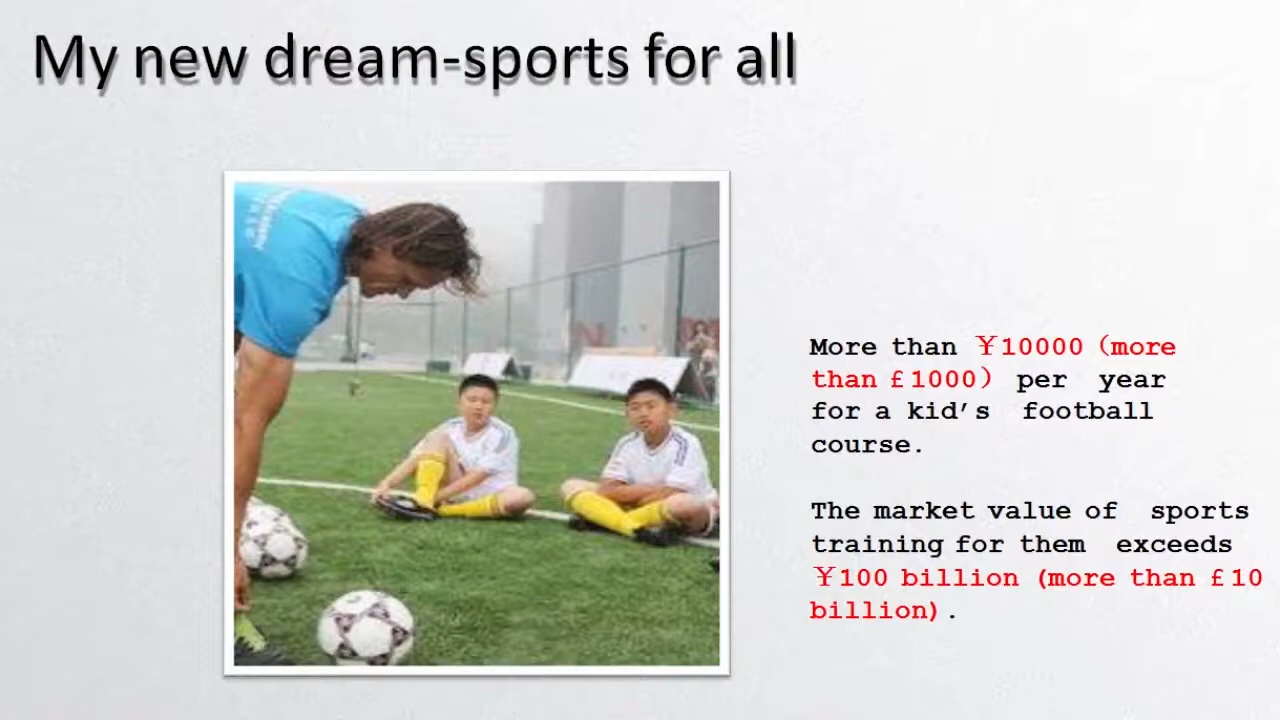 My new dream-sports for all
More than ￥10000（more
than £1000） per year
for a kid’s football
course.
The market value of sports
training for them exceeds
￥100 billion (more than £10
billion).